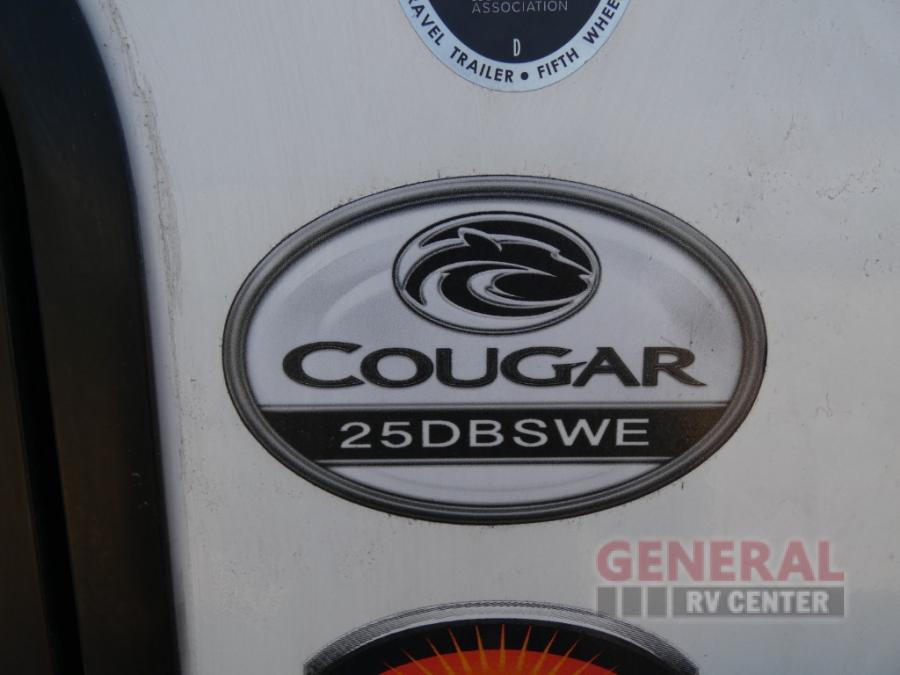 ASSOCIATION
D
TRAVEL TRAILER • FIFTH WHEEL
COUGAR
25DBSWE
GENERAL
RV CENTER